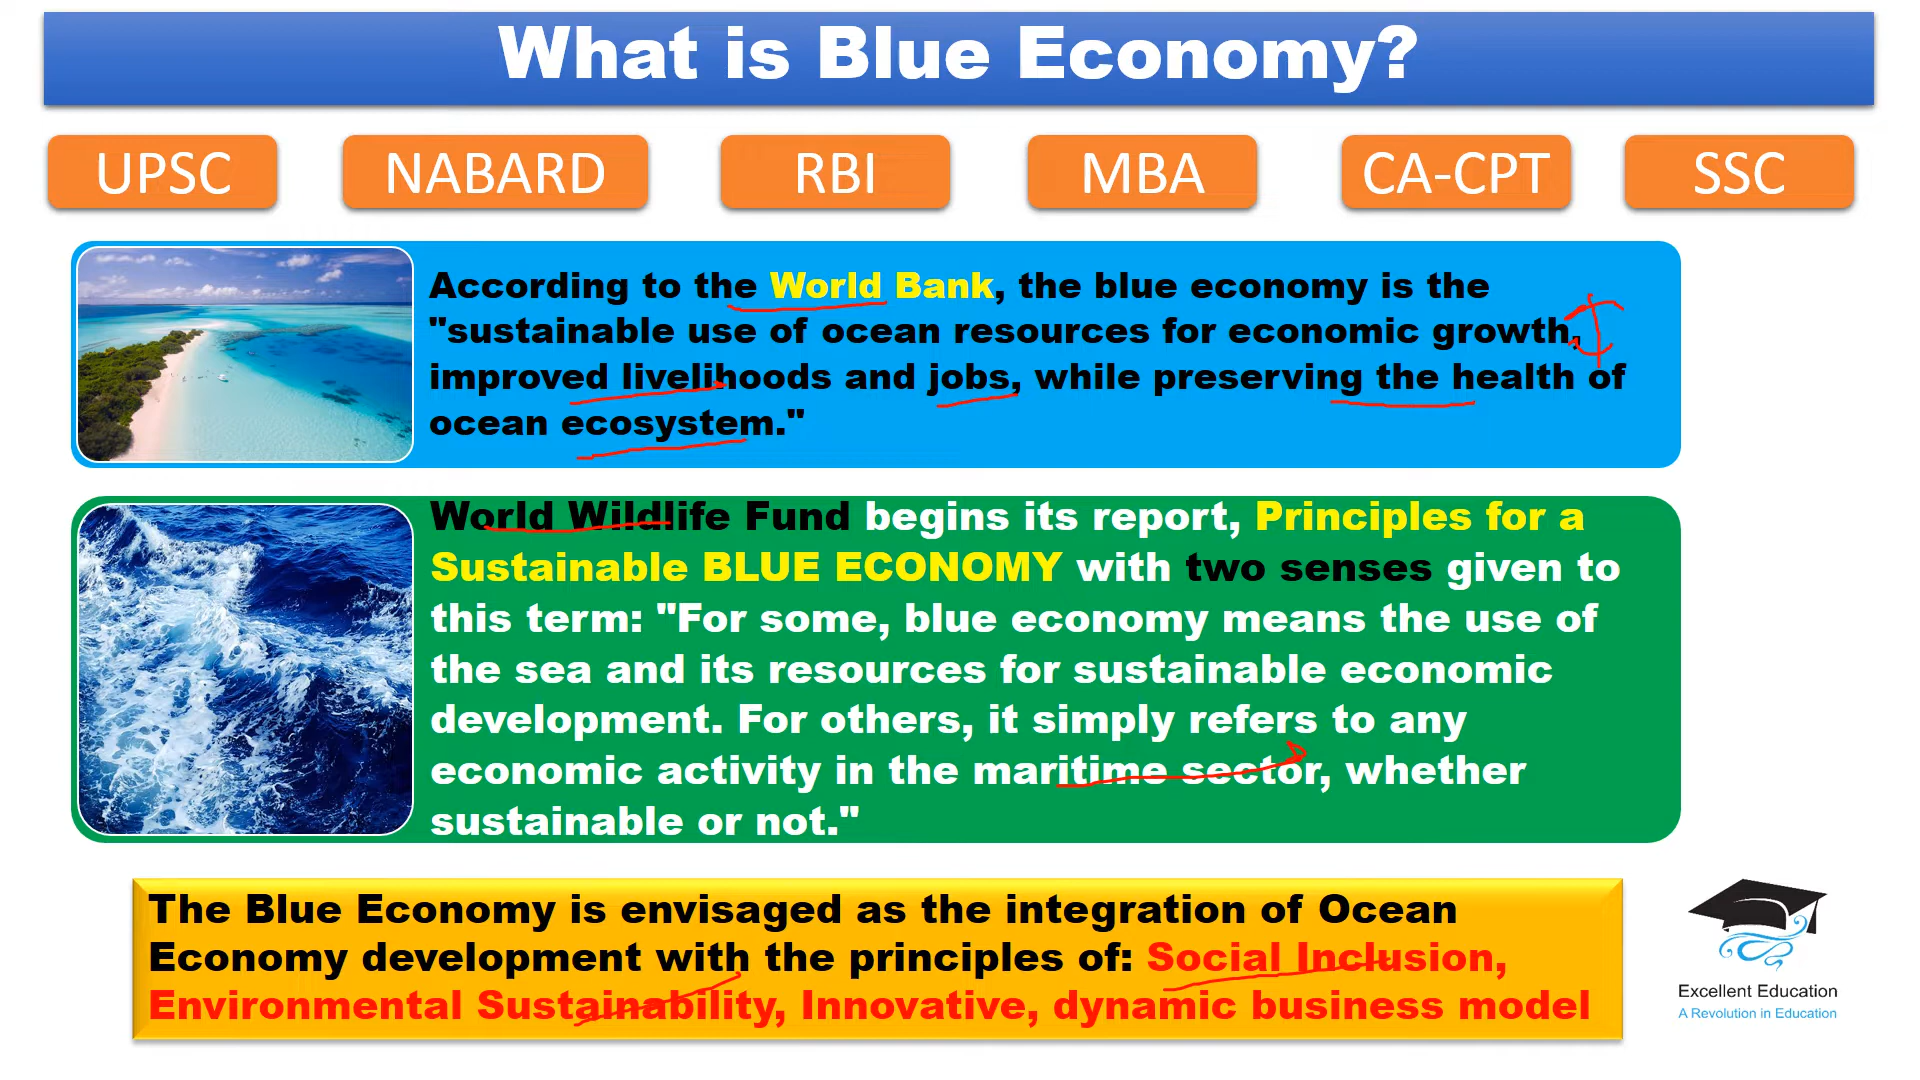 What is Blue Economy?
UPSC
NABARD
RBI
MBA
CA-CPT
SSC
According to the World Bank, the blue economy is the
"sustainable use of ocean resources for economic growth,
improved livelihoods and jobs, while preserving the health of
ocean ecosystem."
World Wildlife Fund begins its report, Principles for a
Sustainable BLUE ECONOMY with two senses given to
this term: "For some, blue economy means the use of
the sea and its resources for sustainable economic
development. For others, it simply refers to any
economic activity in the maritime sector, whether
sustainable or not."
The Blue Economy is envisaged as the integration of Ocean
Economy development with the principles of: Social Inclusion,
Environmental Sustainability, Innovative, dynamic business model
Excellent Education
A Revolution in Education